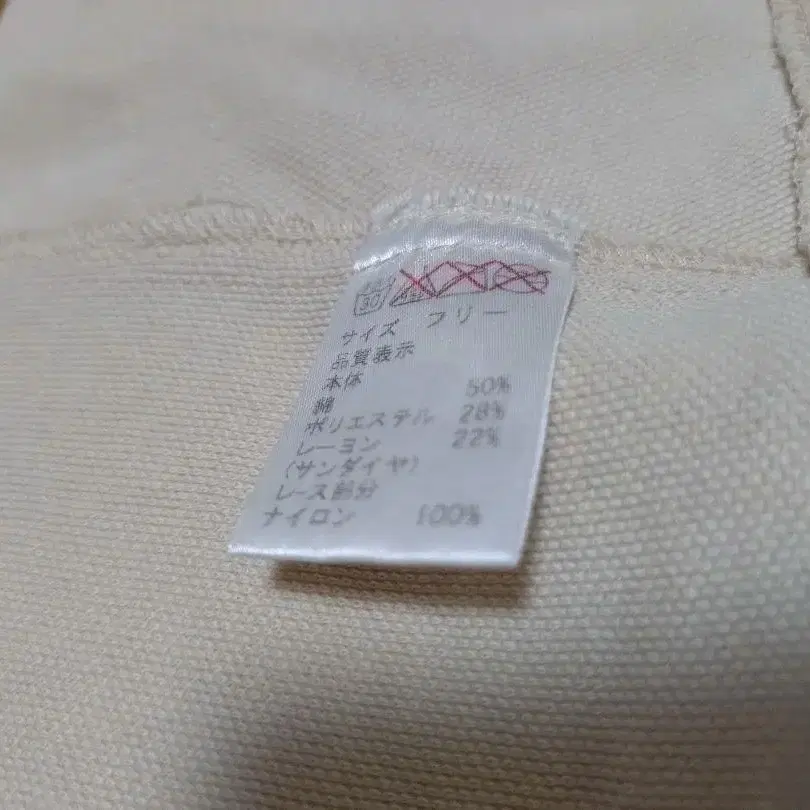 30
サイズ フリー
品質表示
本体
綿 50%
ポリエステル 28%
レーヨン 22%
(サンダイヤ)
レース部分
ナイロン 100%